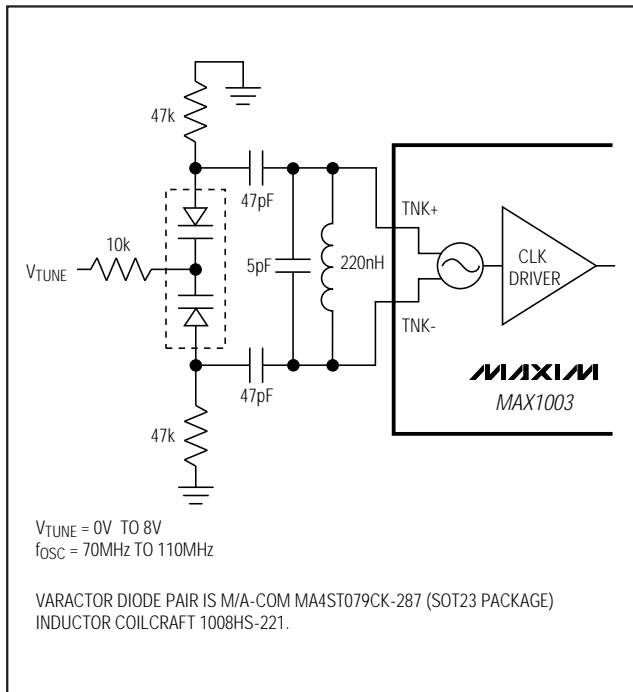 47k
47pF
TNK+
10k
VTUNE
5pF
220nH
CLK
DRIVER
TNK-
MAXIM
MAX1003
47pF
47k
VTUNE = 0V TO 8V
fOSC = 70MHz TO 110MHz
VARACTOR DIODE PAIR IS M/A-COM MA4ST079CK-287 (SOT23 PACKAGE)
INDUCTOR COILCRAFT 1008HS-221.